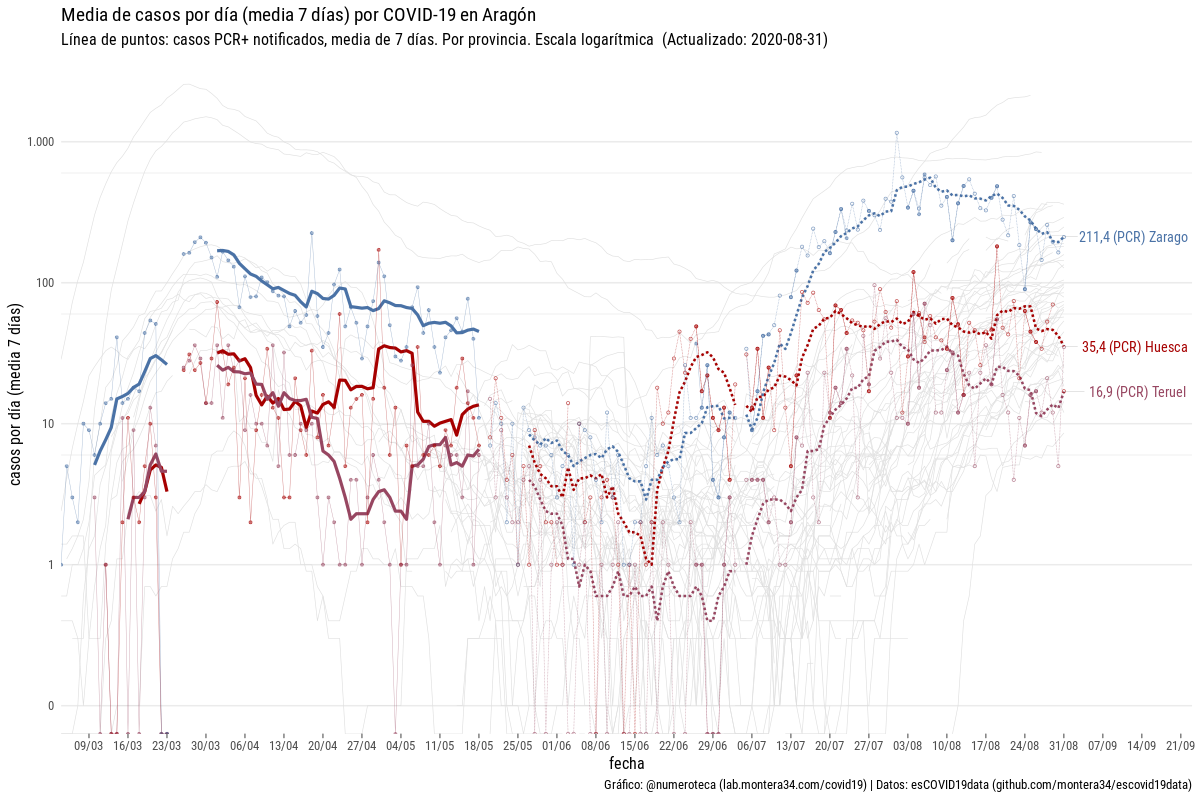 Media de casos por día (media 7 días) por COVID-19 en Aragón
Línea de puntos: casos PCR+ notificados, media de 7 días. Por provincia. Escala logarítmica  (Actualizado: 2020-08-31)
casos por día (media 7 días)
1.000
100
10
1
0
211,4 (PCR) Zarago
35,4 (PCR) Huesca
16,9 (PCR) Teruel
09/03 16/03 23/03 30/03 06/04 13/04 20/04 27/04 04/05 11/05 18/05 25/05 01/06 08/06 15/06 22/06 29/06 06/07 13/07 20/07 27/07 03/08 10/08 17/08 24/08 31/08 07/09 14/09 21/09
fecha
Gráfico: @numeroteca (lab.montera34.com/covid19) | Datos: esCOVID19data (github.com/montera34/escovid19data)